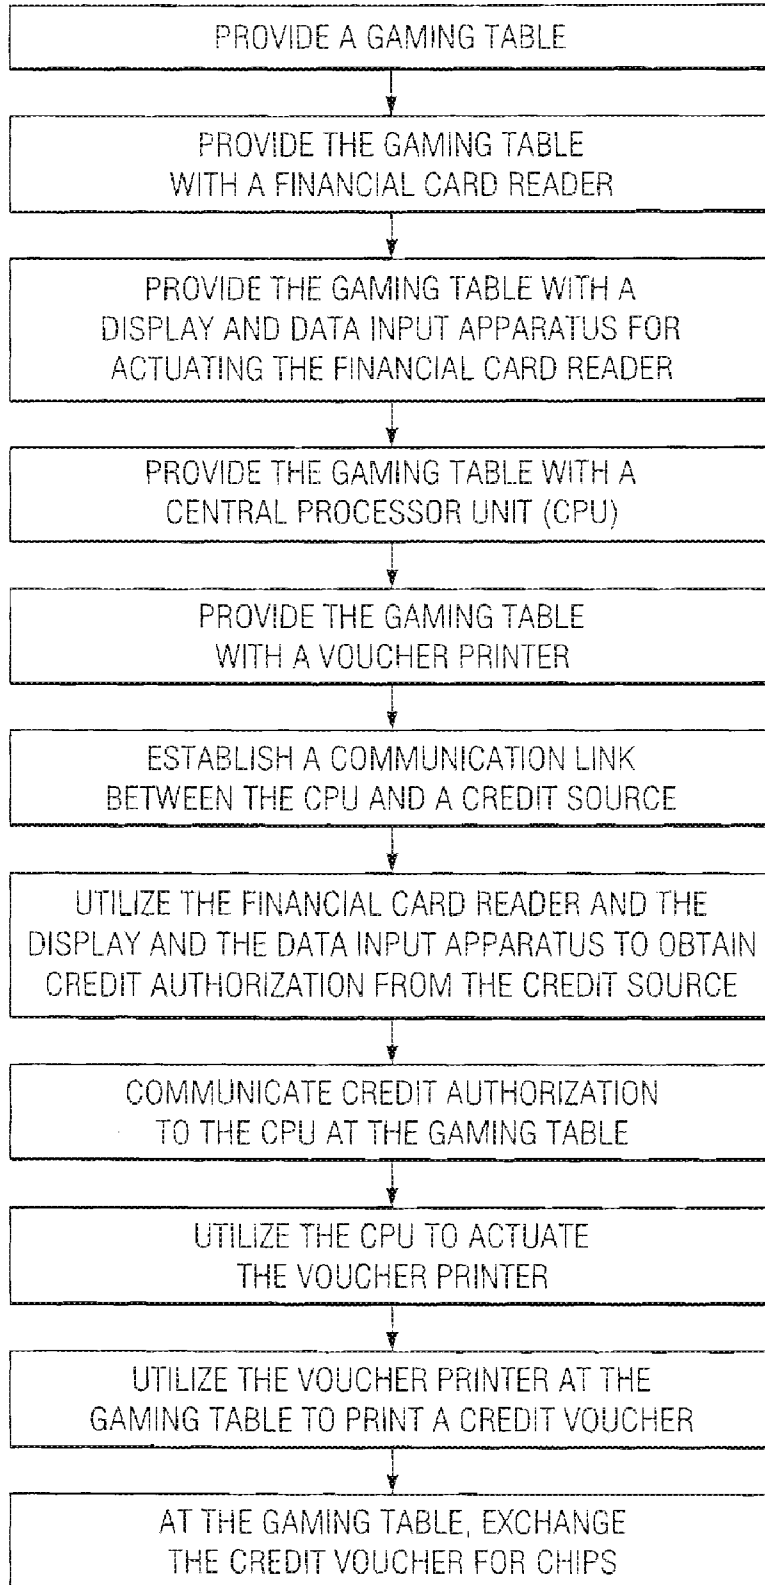 PROVIDE A GAMING TABLE
PROVIDE THE GAMING TABLE
WITH A FINANCIAL CARD READER
PROVIDE THE GAMING TABLE WITH A
DISPLAY AND DATA INPUT APPARATUS FOR
ACTUATING THE FINANCIAL CARD READER
PROVIDE THE GAMING TABLE WITH A
CENTRAL PROCESSOR UNIT (CPU)
PROVIDE THE GAMING TABLE
WITH A VOUCHER PRINTER
ESTABLISH A COMMUNICATION LINK
BETWEEN THE CPU AND A CREDIT SOURCE
UTILIZE THE FINANCIAL CARD READER AND THE
DISPLAY AND THE DATA INPUT APPARATUS TO OBTAIN
CREDIT AUTHORIZATION FROM THE CREDIT SOURCE
COMMUNICATE CREDIT AUTHORIZATION
TO THE CPU AT THE GAMING TABLE
UTILIZE THE CPU TO ACTUATE
THE VOUCHER PRINTER
UTILIZE THE VOUCHER PRINTER AT THE
GAMING TABLE TO PRINT A CREDIT VOUCHER
AT THE GAMING TABLE, EXCHANGE
THE CREDIT VOUCHER FOR CHIPS